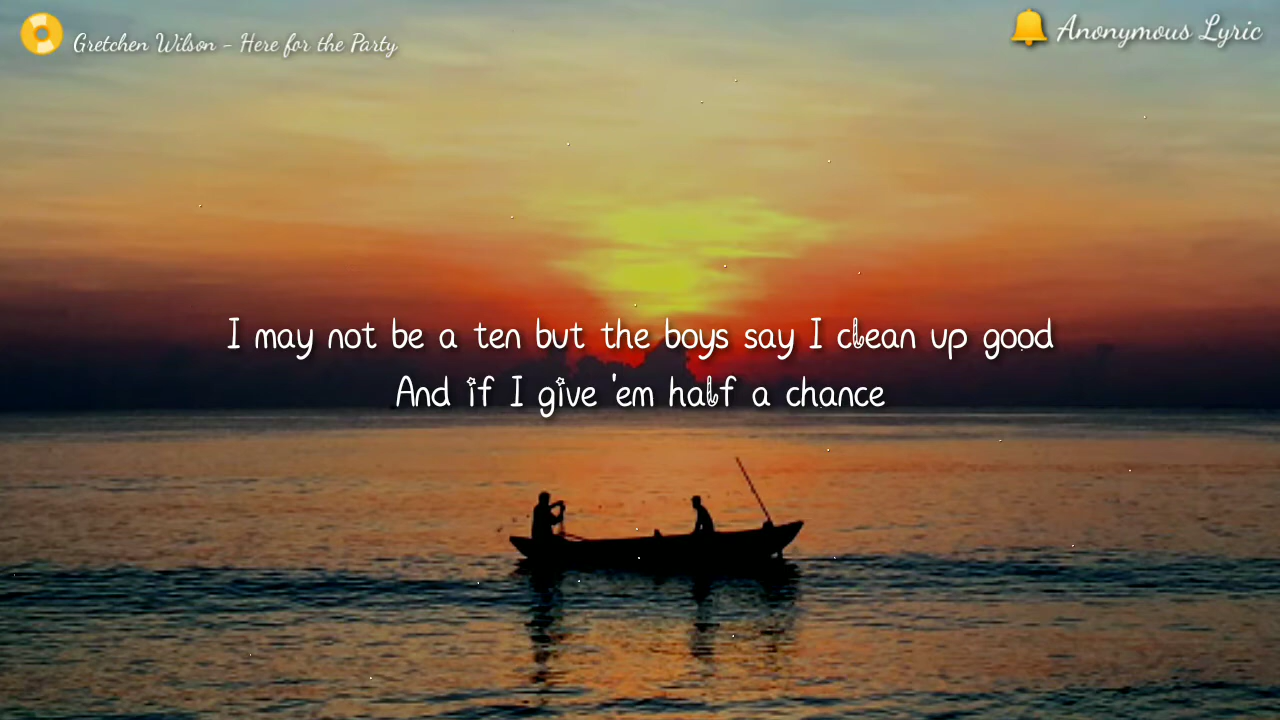 Gretchen Wilson - Here for the Party
Anonymous Lyric
I may not be a ten but the boys say I clean up good
And if I give 'em half a chance